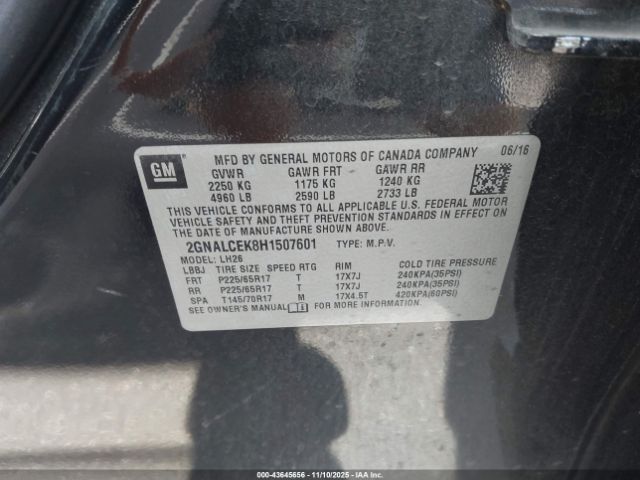 GM
MFD BY GENERAL MOTORS OF CANADA COMPANY 06/16
GVWR GAWR FRT GAWR RR
2250 KG 1175 KG 1240 KG
4960 LB 2590 LB 2733 LB
THIS VEHICLE CONFORMS TO ALL APPLICABLE U.S. FEDERAL MOTOR
VEHICLE SAFETY AND THEFT PREVENTION STANDARDS IN EFFECT
ON THE DATE OF MANUFACTURE SHOWN ABOVE.
2GNALCEK8H1507601 TYPE: M.P.V.
MODEL: LH26
LBBJ TIRE SIZE SPEED RTG RIM COLD TIRE PRESSURE
FRT P225/65R17 T 17X7J 240KPA(35PSI)
RR P225/65R17 T 17X7J 240KPA(35PSI)
SPA T145/70R17 M 17X4.5T 420KPA(60PSI)
SEE OWNER'S MANUAL FOR MORE INFORMATION.
000-43645656 - 11/10/2025 - IAAI.COM